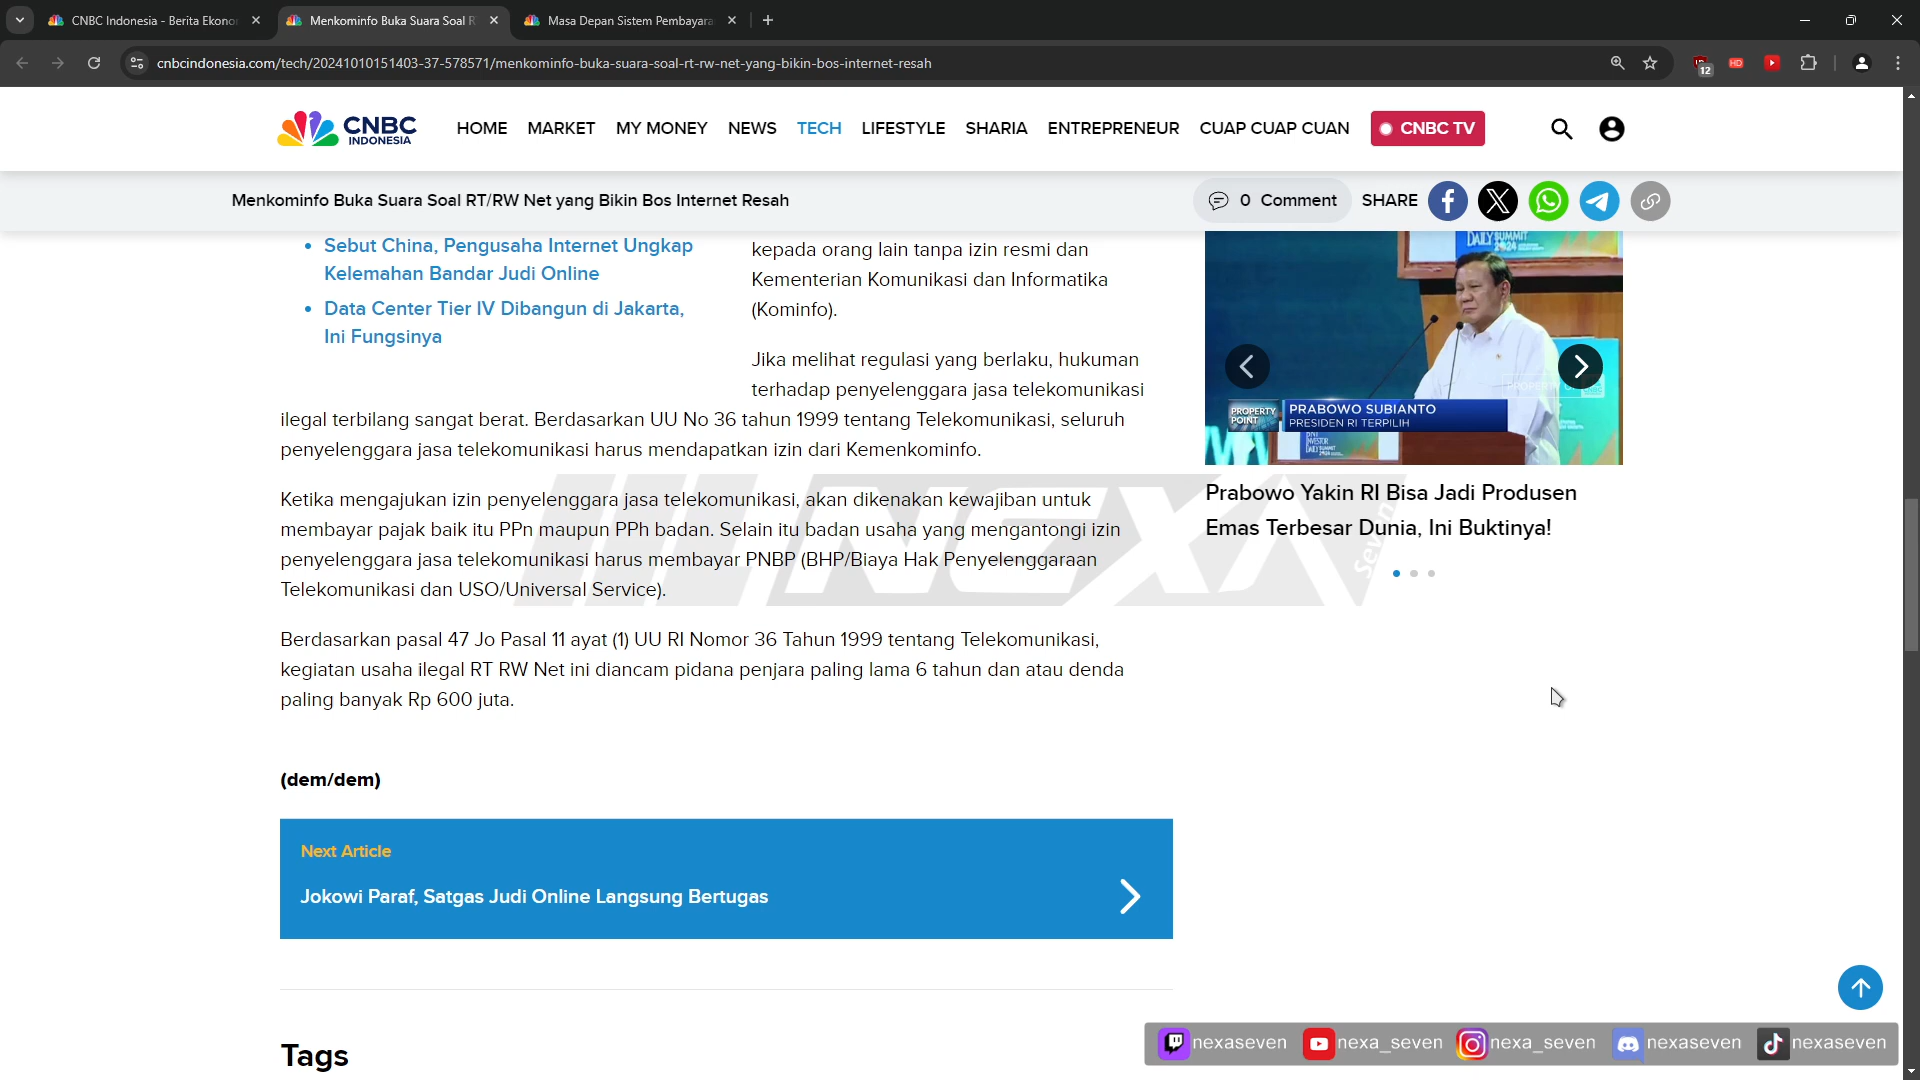 CNBC Indonesia - Berita Ekono
Menkominfo Buka Suara Soal R
Masa Depan Sistem Pembayara
cnbcindonesia.com/tech/20241010151403-37-578571/menkominfo-buka-suara-soal-rt-rw-net-yang-bikin-bos-internet-resah
12
HD
CNBC
INDONESIA
HOME MARKET MY MONEY NEWS TECH LIFESTYLE SHARIA ENTREPRENEUR CUAP CUAP CUAN CNBC TV
Menkominfo Buka Suara Soal RT/RW Net yang Bikin Bos Internet Resah
0 Comment SHARE
• Sebut China, Pengusaha Internet Ungkap
Kelemahan Bandar Judi Online
• Data Center Tier IV Dibangun di Jakarta,
Ini Fungsinya
kepada orang lain tanpa izin resmi dan
Kementerian Komunikasi dan Informatika
(Kominfo).
Jika melihat regulasi yang berlaku, hukuman
terhadap penyelenggara jasa telekomunikasi
ilegal terbilang sangat berat. Berdasarkan UU No 36 tahun 1999 tentang Telekomunikasi, seluruh
penyelenggara jasa telekomunikasi harus mendapatkan izin dari Kemenkominfo.
Ketika mengajukan izin penyelenggara jasa telekomunikasi, akan dikenakan kewajiban untuk
membayar pajak baik itu PPn maupun PPh badan. Selain itu badan usaha yang mengantongi izin
penyelenggara jasa telekomunikasi harus membayar PNBP (BHP/Biaya Hak Penyelenggaraan
Telekomunikasi dan USO/Universal Service).
Berdasarkan pasal 47 Jo Pasal 11 ayat (1) UU RI Nomor 36 Tahun 1999 tentang Telekomunikasi,
kegiatan usaha ilegal RT RW Net ini diancam pidana penjara paling lama 6 tahun dan atau denda
paling banyak Rp 600 juta.
(dem/dem)
Next Article
Jokowi Paraf, Satgas Judi Online Langsung Bertugas
Tags
DAILY SUMMIT
PROPERTY
POINT
PRABOWO SUBIANTO
PRESIDEN RI TERPILIH
Prabowo Yakin RI Bisa Jadi Produsen
Emas Terbesar Dunia, Ini Buktinya!
NEXA
Seven
nexaseven nexa_seven nexa_seven nexaseven nexaseven